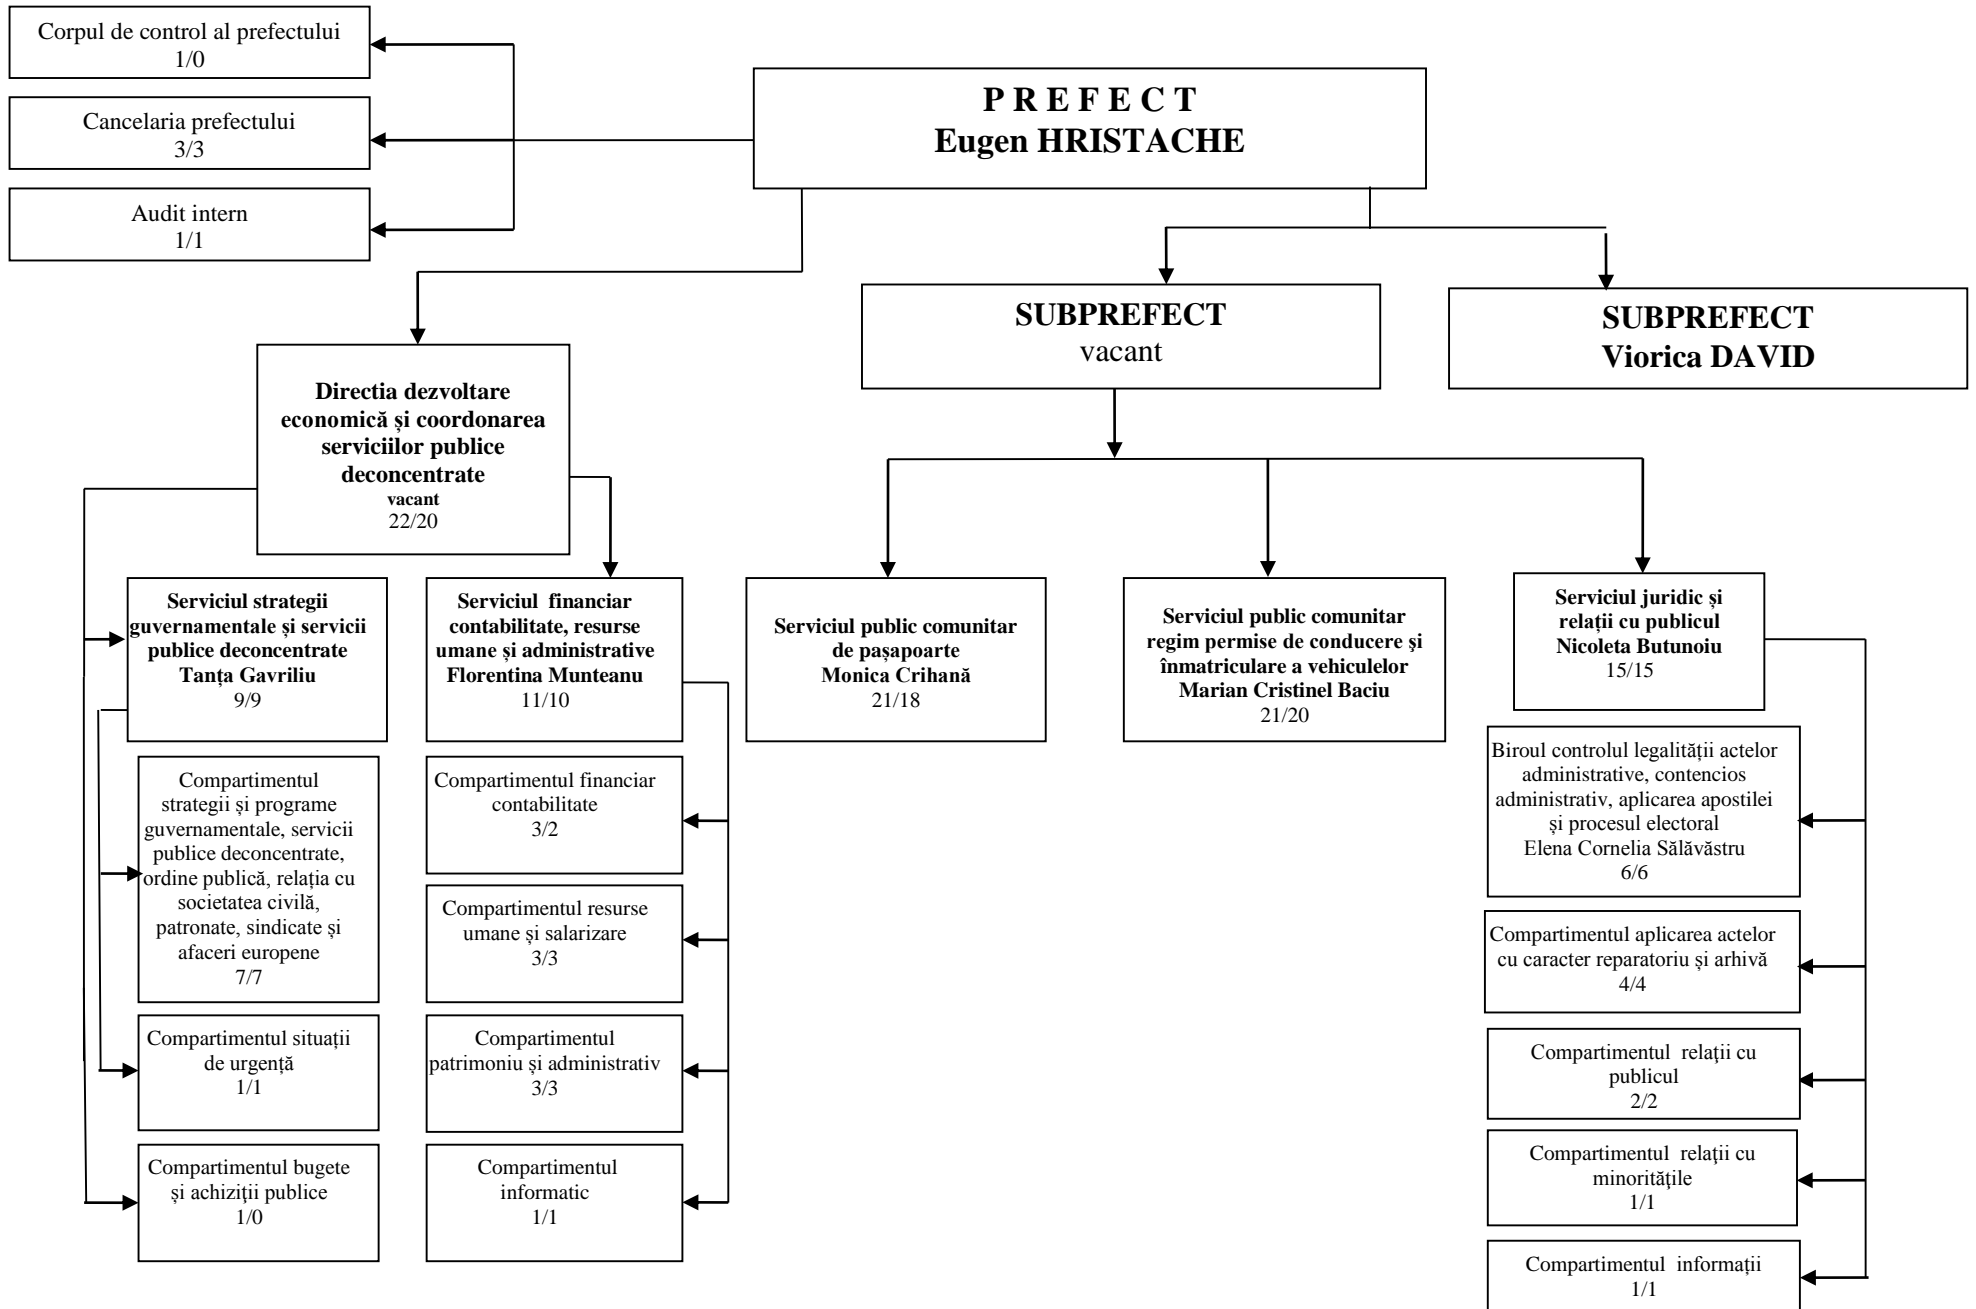 Corpul de control al prefectului
1/0
Cancelaria prefectului
3/3
Audit intern
1/1
P R E F E C T
Eugen HRISTACHE
SUBPREFECT
vacant
SUBPREFECT
Viorica DAVID
Directia dezvoltare
economică și coordonarea
serviciilor publice
deconcentrate
vacant
22/20
Serviciul strategii
guvernamentale și servicii
publice deconcentrate
Tanța Gavriliu
9/9
Serviciul financiar
contabilitate, resurse
umane și administrative
Florentina Munteanu
11/10
Serviciul public comunitar
de pașapoarte
Monica Crihană
21/18
Serviciul public comunitar
regim permise de conducere şi
înmatriculare a vehiculelor
Marian Cristinel Baciu
21/20
Serviciul juridic și
relații cu publicul
Nicoleta Butunoiu
15/15
Compartimentul
strategii și programe
guvernamentale, servicii
publice deconcentrate,
ordine publică, relația cu
societatea civilă,
patronate, sindicate și
afaceri europene
7/7
Compartimentul situații
de urgență
1/1
Compartimentul bugete
și achiziții publice
1/0
Compartimentul financiar
contabilitate
3/2
Compartimentul resurse
umane și salarizare
3/3
Compartimentul
patrimoniu și administrativ
3/3
Compartimentul
informatic
1/1
Biroul controlul legalității actelor
administrative, contencios
administrativ, aplicarea apostilei
și procesul electoral
Elena Cornelia Sălăvăstru
6/6
Compartimentul aplicarea actelor
cu caracter reparatoriu și arhivă
4/4
Compartimentul relaţii cu
publicul
2/2
Compartimentul relaţii cu
minorităţile
1/1
Compartimentul informații
1/1